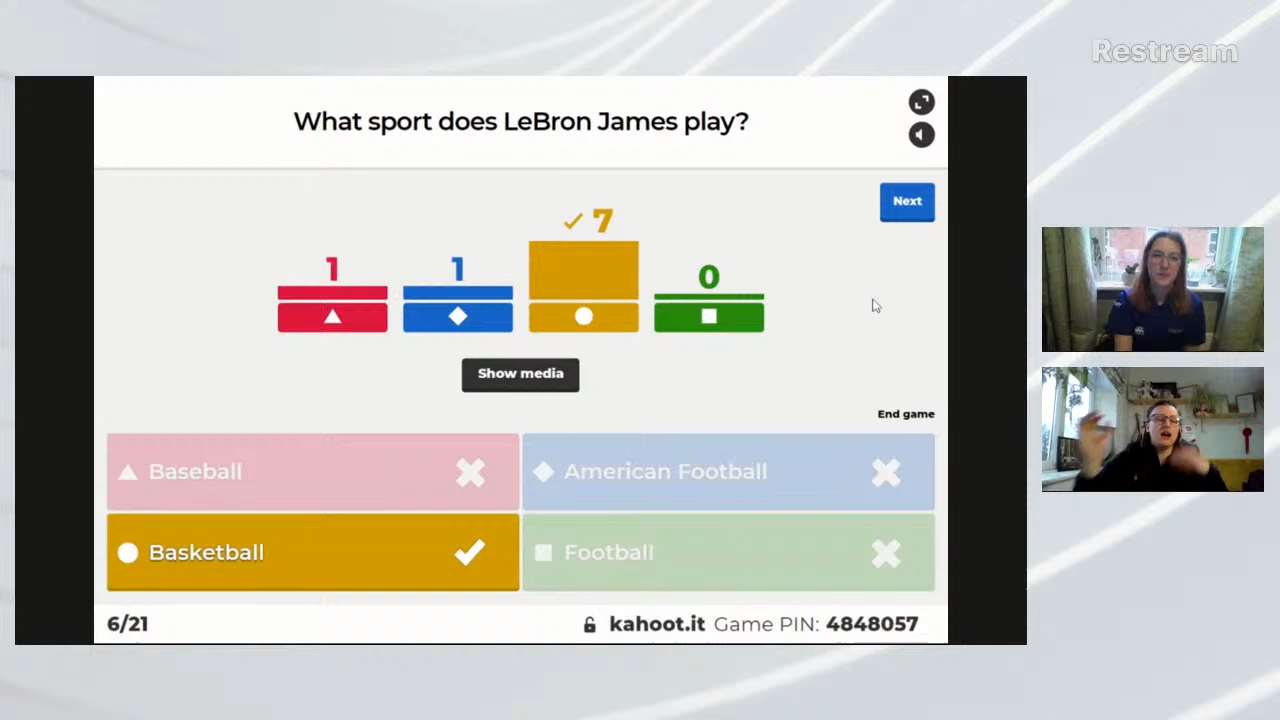 Restream
What sport does LeBron James play?
Next
7
1
1
0
Show media
End game
Baseball
American Football
Basketball
Football
6/21
kahoot.it Game PIN: 4848057